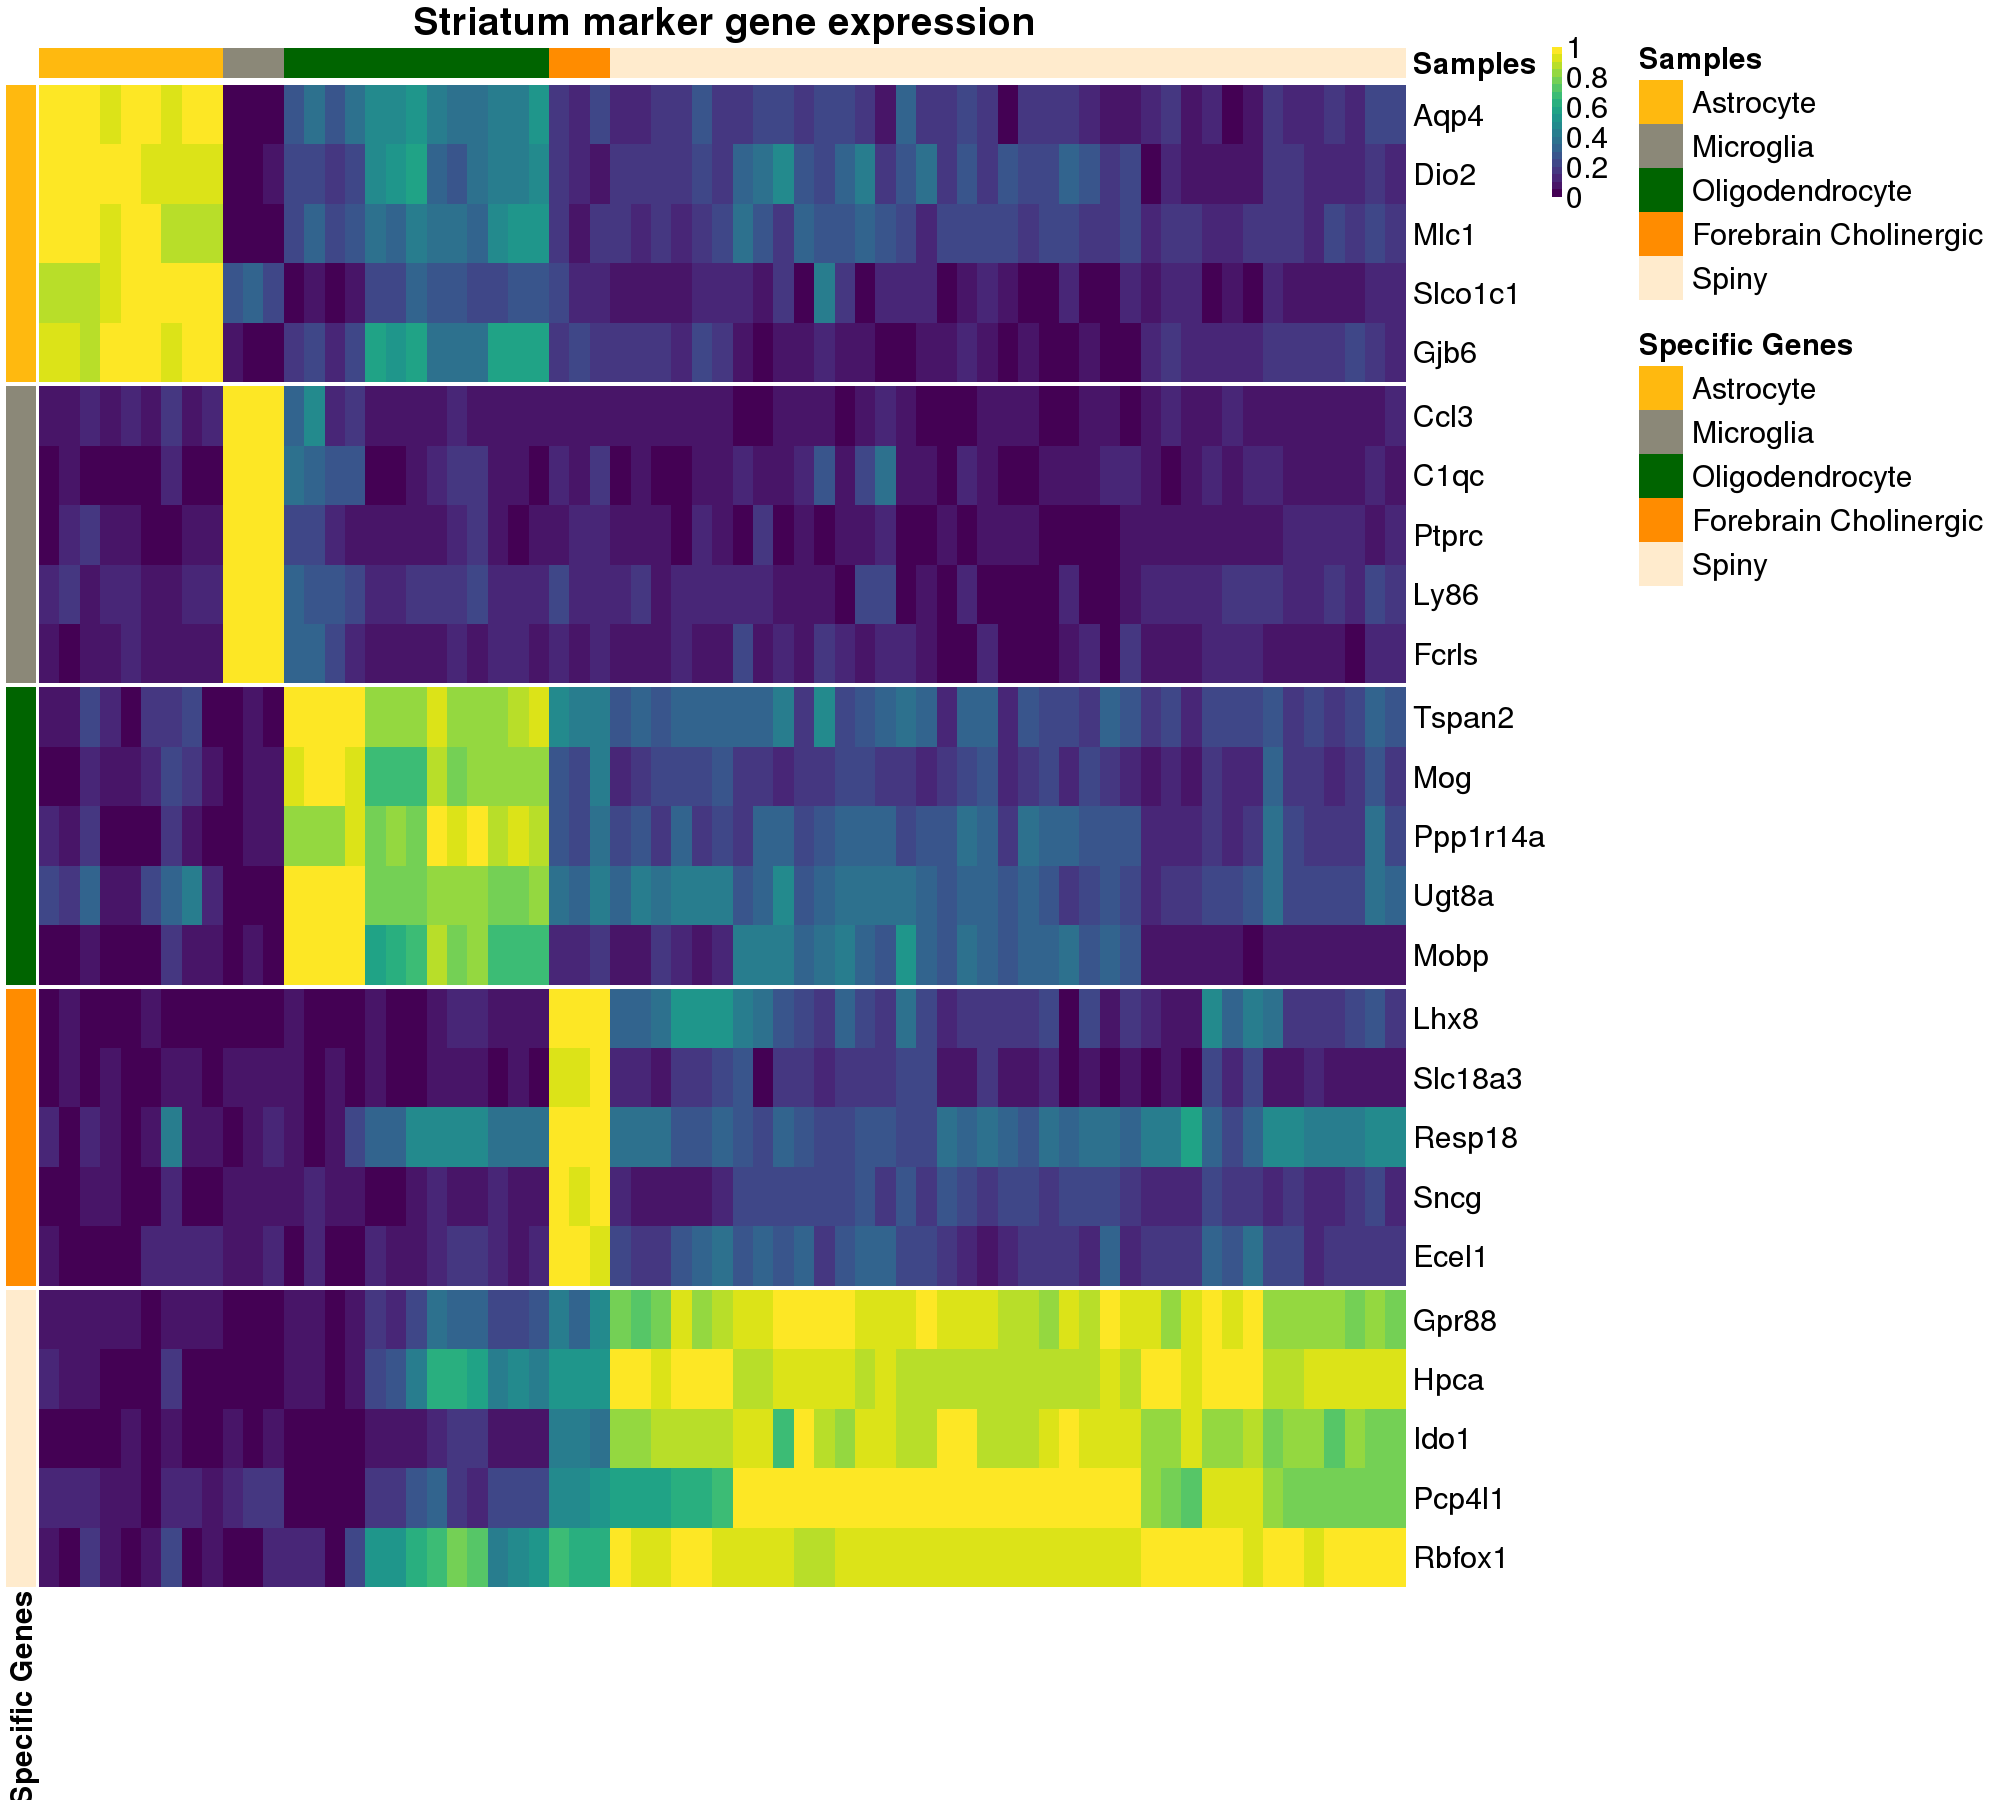 Striatum marker gene expression
Samples
1
0.8
0.6
0.4
0.2
0
Aqp4
Dio2
Mlc1
Slco1c1
Gjb6
Ccl3
C1qc
Ptprc
Ly86
Fcrls
Tspan2
Mog
Ppp1r14a
Ugt8a
Mobp
Lhx8
Slc18a3
Resp18
Sncg
Ecel1
Gpr88
Hpca
Ido1
Pcp4l1
Rbfox1
Specific Genes
Samples
Astrocyte
Microglia
Oligodendrocyte
Forebrain Cholinergic
Spiny
Specific Genes
Astrocyte
Microglia
Oligodendrocyte
Forebrain Cholinergic
Spiny